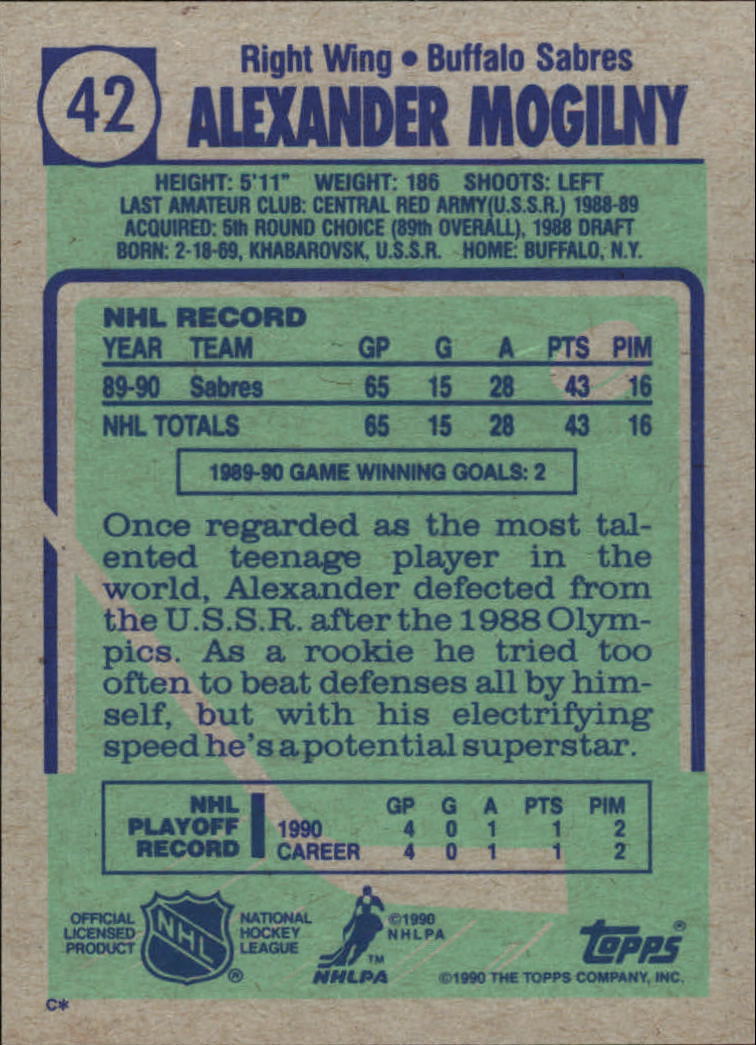 42
Right Wing • Buffalo Sabres
ALEXANDER MOGILNY
HEIGHT: 5'11" WEIGHT: 186 SHOOTS: LEFT
LAST AMATEUR CLUB: CENTRAL RED ARMY(U.S.S.R.) 1988-89
ACQUIRED: 5th ROUND CHOICE (89th OVERALL), 1988 DRAFT
BORN: 2-18-69, KHABAROVSK, U.S.S.R. HOME: BUFFALO, N.Y.
NHL RECORD
YEAR TEAM GP G A PTS PIM
89-90 Sabres 65 15 28 43 16
NHL TOTALS 65 15 28 43 16
1989-90 GAME WINNING GOALS: 2
Once regarded as the most tal-
ented teenage player in the
world, Alexander defected from
the U.S.S.R. after the 1988 Olym-
pics. As a rookie he tried too
often to beat defenses all by him-
self, but with his electrifying
speed he's a potential superstar.
NHL PLAYOFF RECORD
GP G A PTS PIM
1990 4 0 1 1 2
CAREER 4 0 1 1 2
OFFICIAL LICENSED PRODUCT
NHL
®
NATIONAL HOCKEY LEAGUE
TM
NHLPA
©1990
NHLPA
TOPPS®
©1990 THE TOPPS COMPANY, INC.
C*